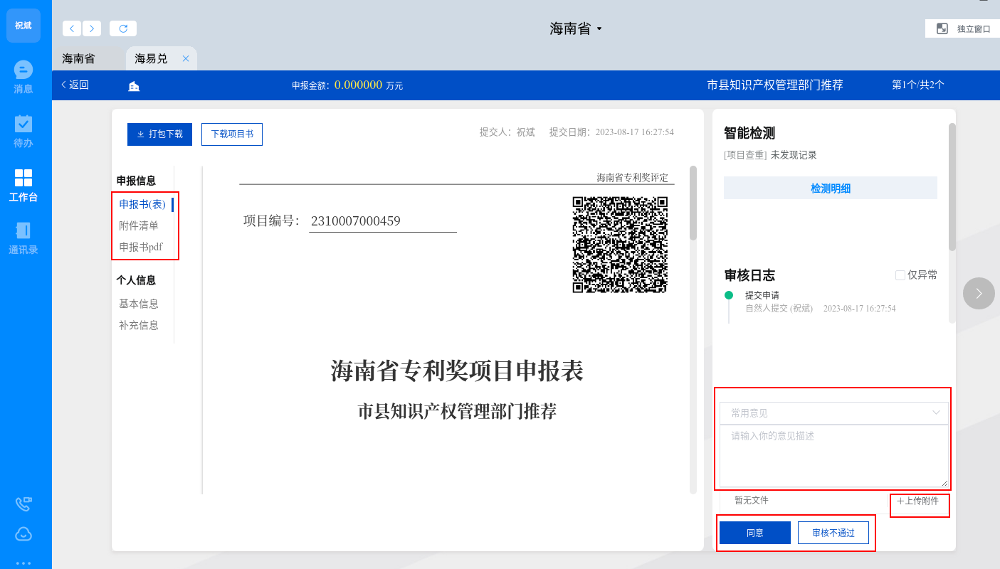 祝斌
消息
待办
工作台
通讯录
海南省
独立窗口
海南省
海易兑
返回
申报金额：0.000000 万元
市县知识产权管理部门推荐
第1个/共2个
打包下载
下载项目书
提交人：祝斌
提交日期：2023-08-17 16:27:54
申报信息
申报书(表)
附件清单
申报书pdf
个人信息
基本信息
补充信息
海南省专利奖评定
项目编号： 2310007000459
海南省专利奖项目申报表
市县知识产权管理部门推荐
智能检测
[项目查重] 未发现记录
检测明细
审核日志
仅异常
提交申请
自然人提交 (祝斌) 2023-08-17 16:27:54
常用意见
请输入你的意见描述
暂无文件
上传附件
同意
审核不通过